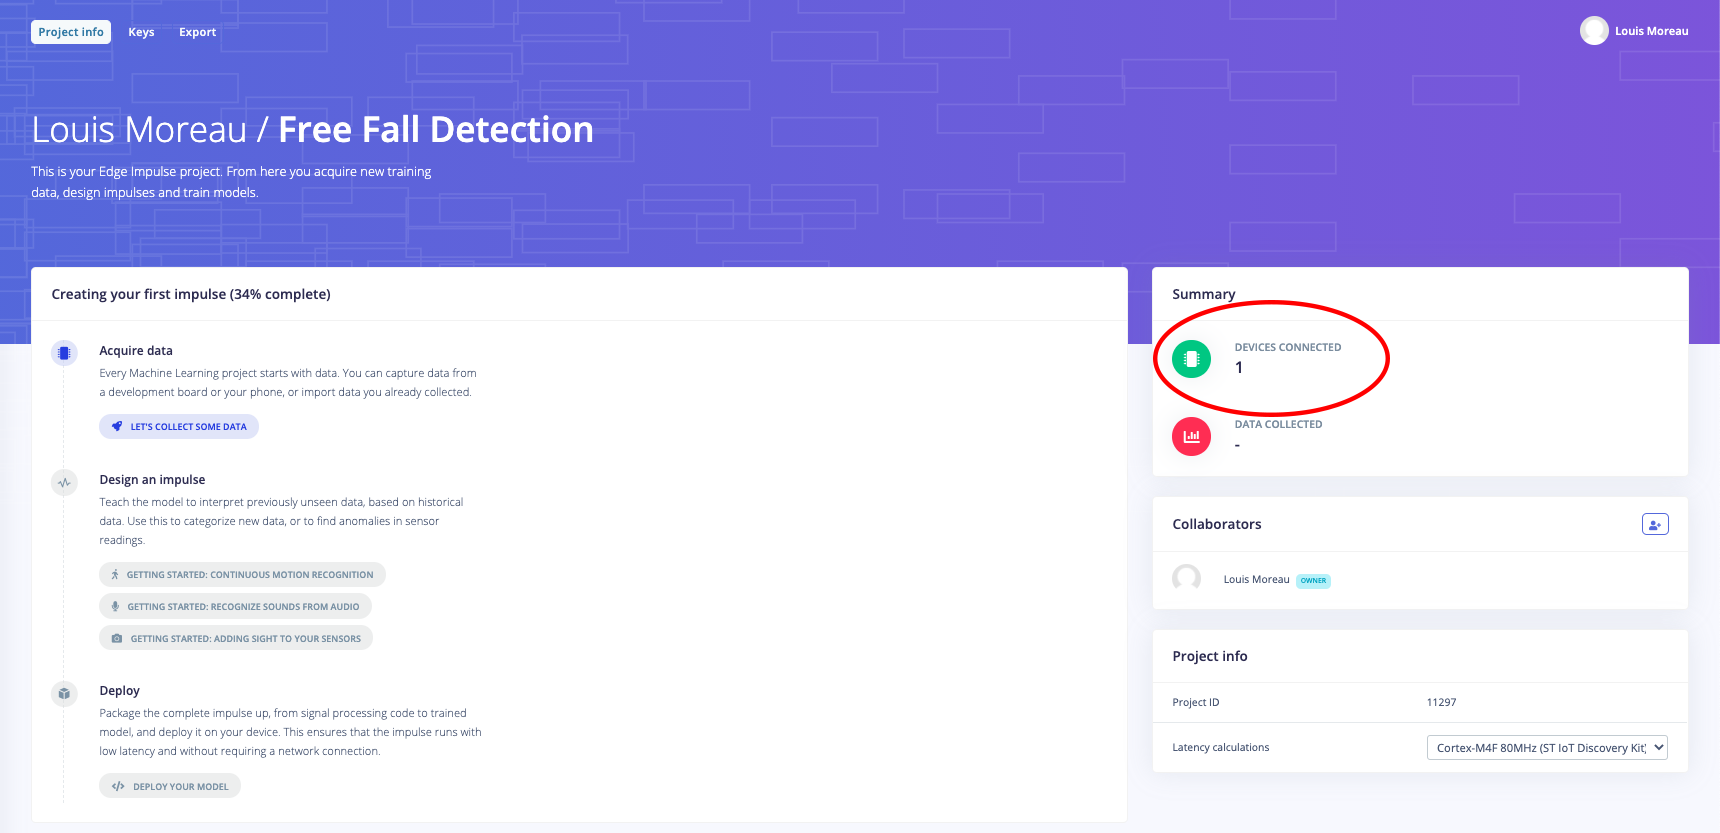 Project info
Keys
Export
Louis Moreau
Louis Moreau / Free Fall Detection
This is your Edge Impulse project. From here you acquire new training
data, design impulses and train models.
Creating your first impulse (34% complete)
Acquire data
Every Machine Learning project starts with data. You can capture data from
a development board or your phone, or import data you already collected.
LET'S COLLECT SOME DATA
Design an impulse
Teach the model to interpret previously unseen data, based on historical
data. Use this to categorize new data, or to find anomalies in sensor
readings.
GETTING STARTED: CONTINUOUS MOTION RECOGNITION
GETTING STARTED: RECOGNIZE SOUNDS FROM AUDIO
GETTING STARTED: ADDING SIGHT TO YOUR SENSORS
Deploy
Package the complete impulse up, from signal processing code to trained
model, and deploy it on your device. This ensures that the impulse runs with
low latency and without requiring a network connection.
DEPLOY YOUR MODEL
Summary
DEVICES CONNECTED
1
DATA COLLECTED
-
Collaborators
Louis Moreau OWNER
Project info
Project ID 11297
Latency calculations Cortex-M4F 80MHz (ST IoT Discovery Kit)